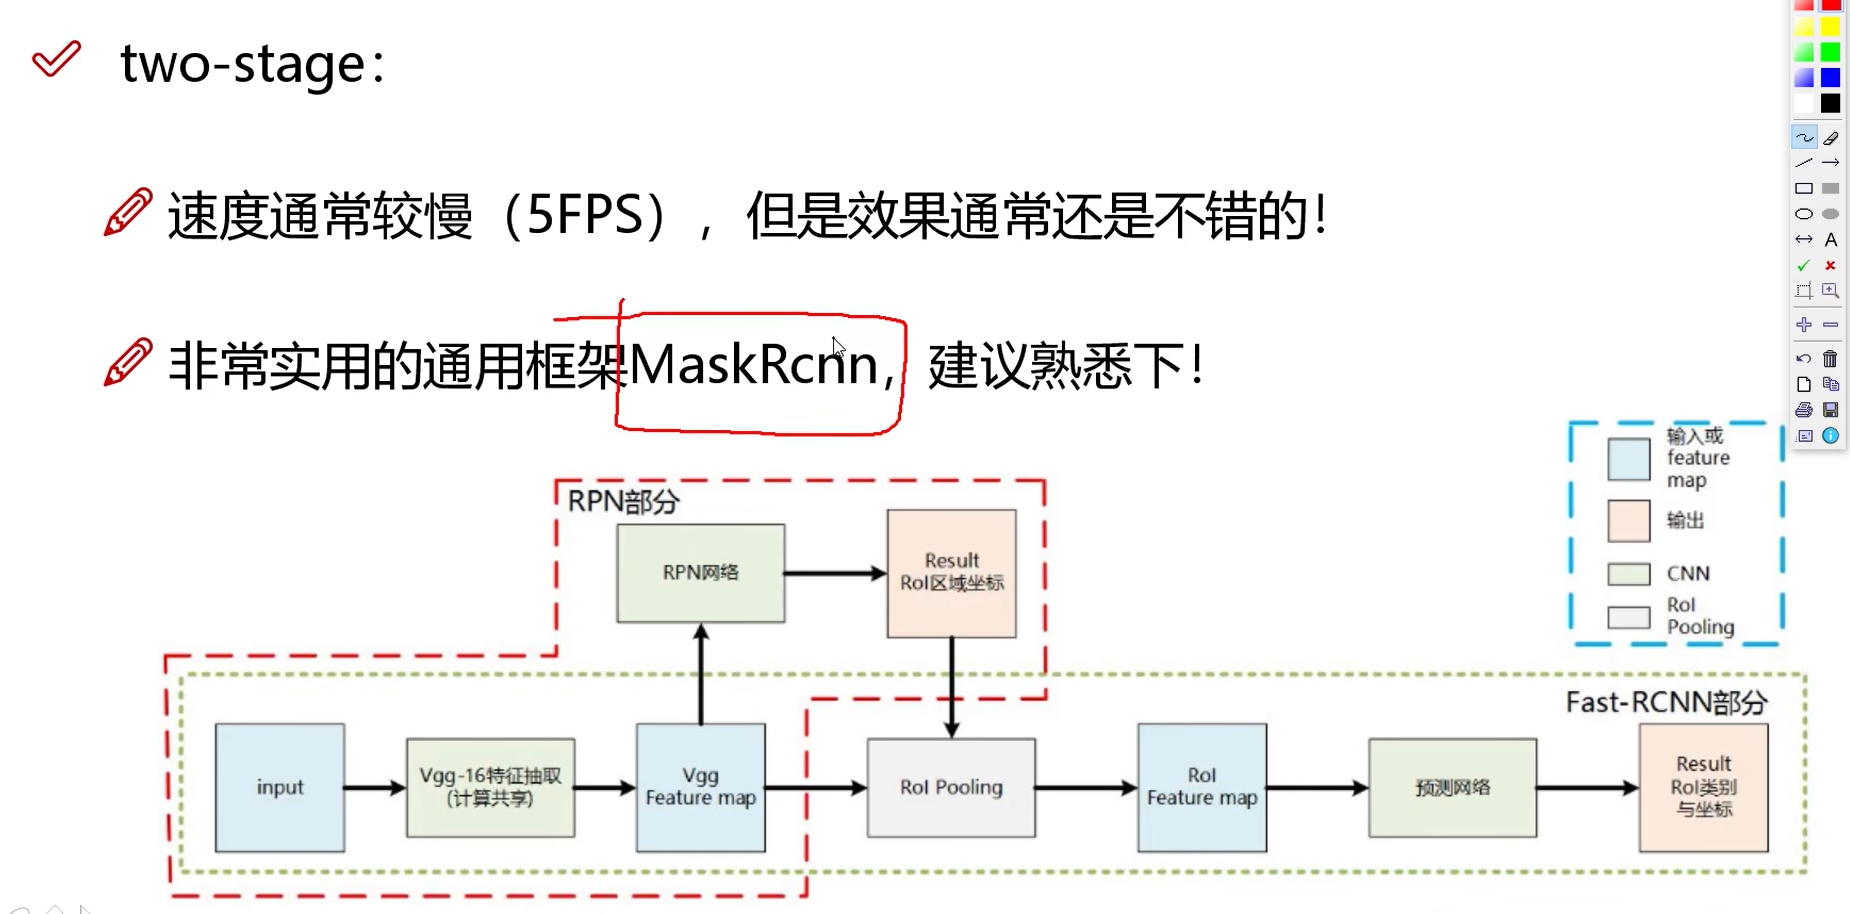 two-stage：
速度通常较慢（5FPS），但是效果通常还是不错的！
非常实用的通用框架MaskRcnn，建议熟悉下！
输入或
feature
map
输出
CNN
RoI
Pooling
RPN部分
RPN网络
Result
RoI区域坐标
Fast-RCNN部分
input
Vgg-16特征抽取
(计算共享)
Vgg
Feature map
RoI Pooling
RoI
Feature map
预测网络
Result
RoI类别
与坐标
A